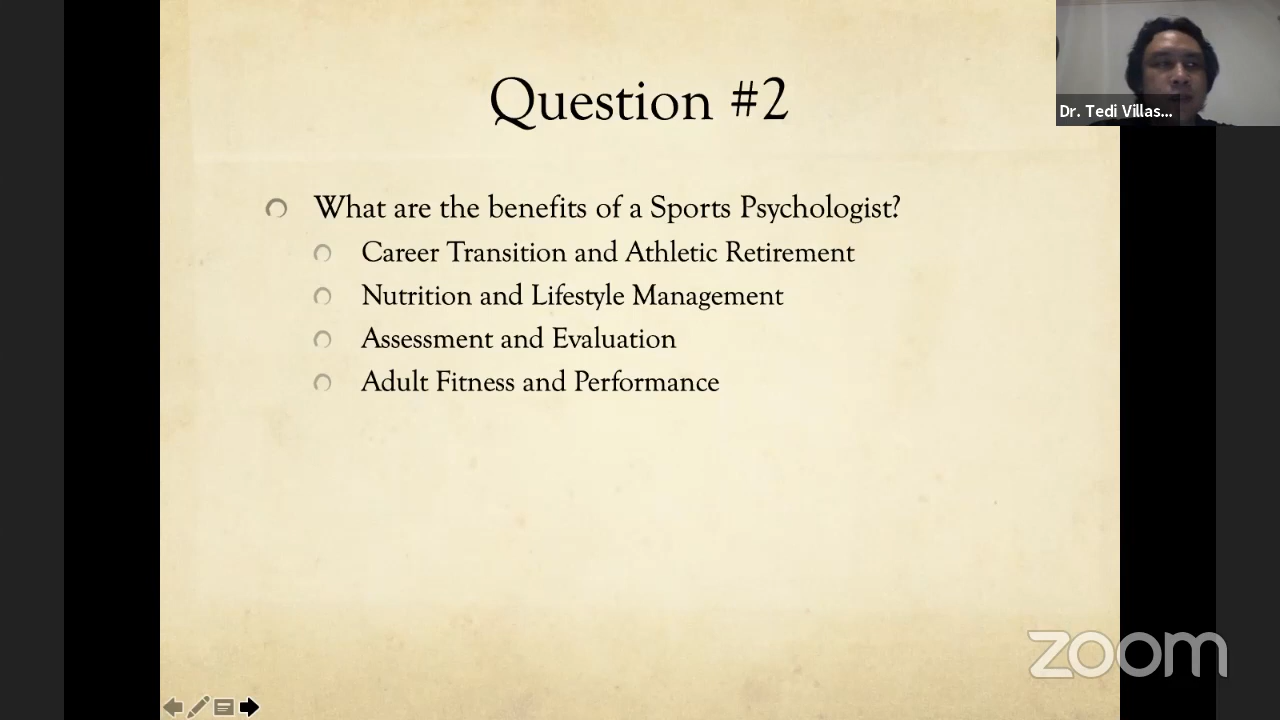 Question #2
Dr. Tedi Villas...
What are the benefits of a Sports Psychologist?
Career Transition and Athletic Retirement
Nutrition and Lifestyle Management
Assessment and Evaluation
Adult Fitness and Performance
zoom